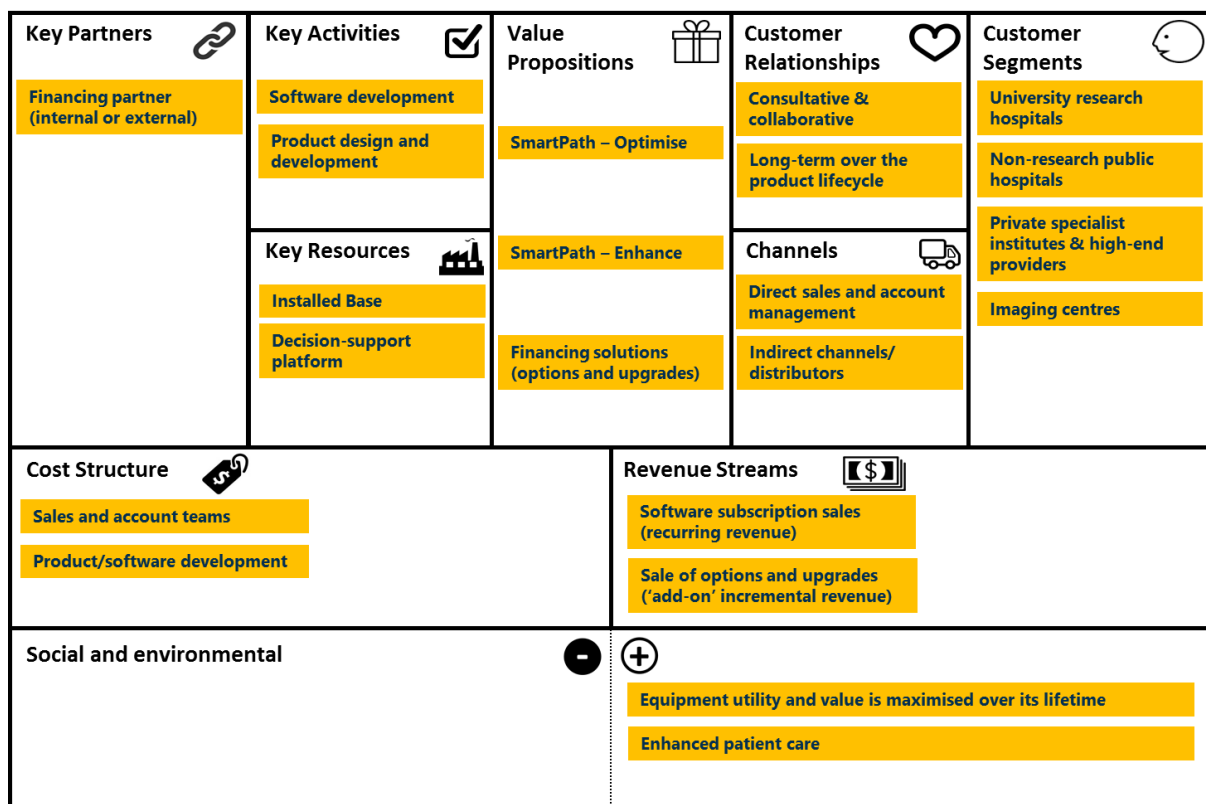 Key Partners
Financing partner
(internal or external)
Key Activities
Software development
Product design and
development
Key Resources
Installed Base
Decision-support
platform
Value
Propositions
SmartPath – Optimise
SmartPath – Enhance
Financing solutions
(options and upgrades)
Customer
Relationships
Consultative &
collaborative
Long-term over the
product lifecycle
Channels
Direct sales and account
management
Indirect channels/
distributors
Customer
Segments
University research
hospitals
Non-research public
hospitals
Private specialist
institutes & high-end
providers
Imaging centres
Cost Structure
$
Sales and account teams
Product/software development
Revenue Streams
$
Software subscription sales
(recurring revenue)
Sale of options and upgrades
(‘add-on’ incremental revenue)
Social and environmental
-
+
Equipment utility and value is maximised over its lifetime
Enhanced patient care